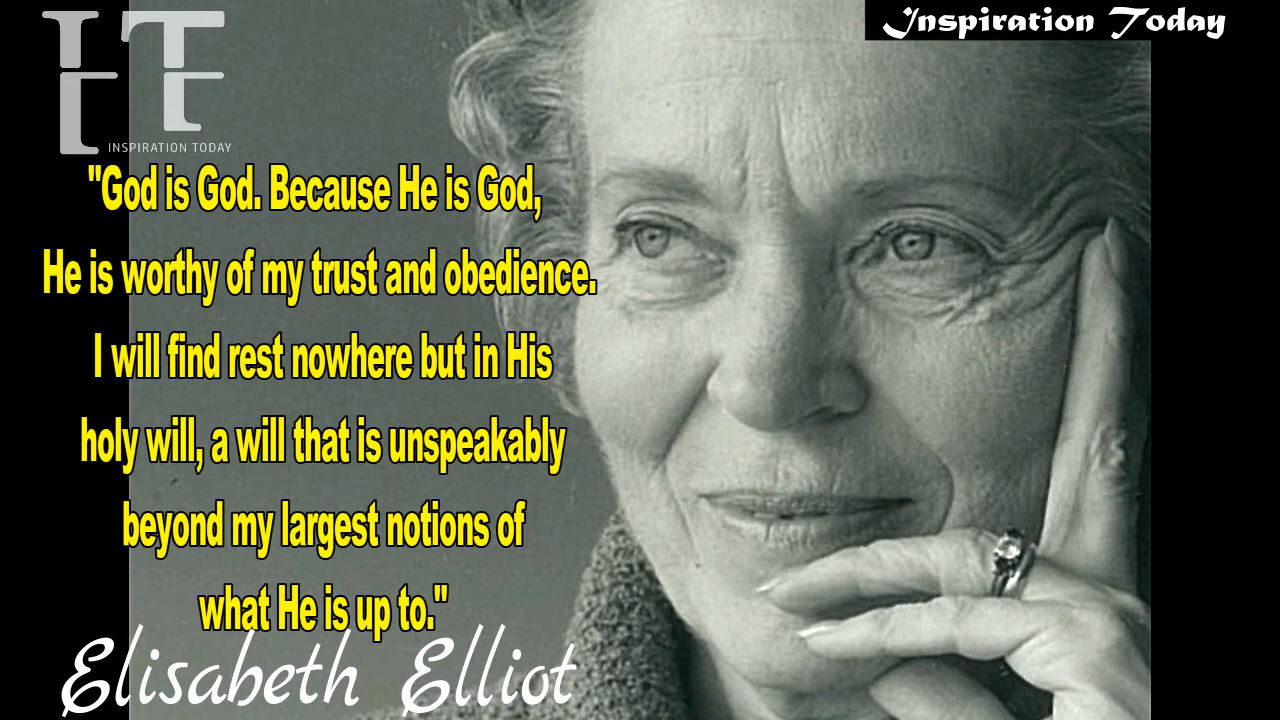 Inspiration Today
INSPIRATION TODAY
"God is God. Because He is God,
He is worthy of my trust and obedience.
I will find rest nowhere but in His
holy will, a will that is unspeakably
beyond my largest notions of
what He is up to."
Elisabeth Elliot